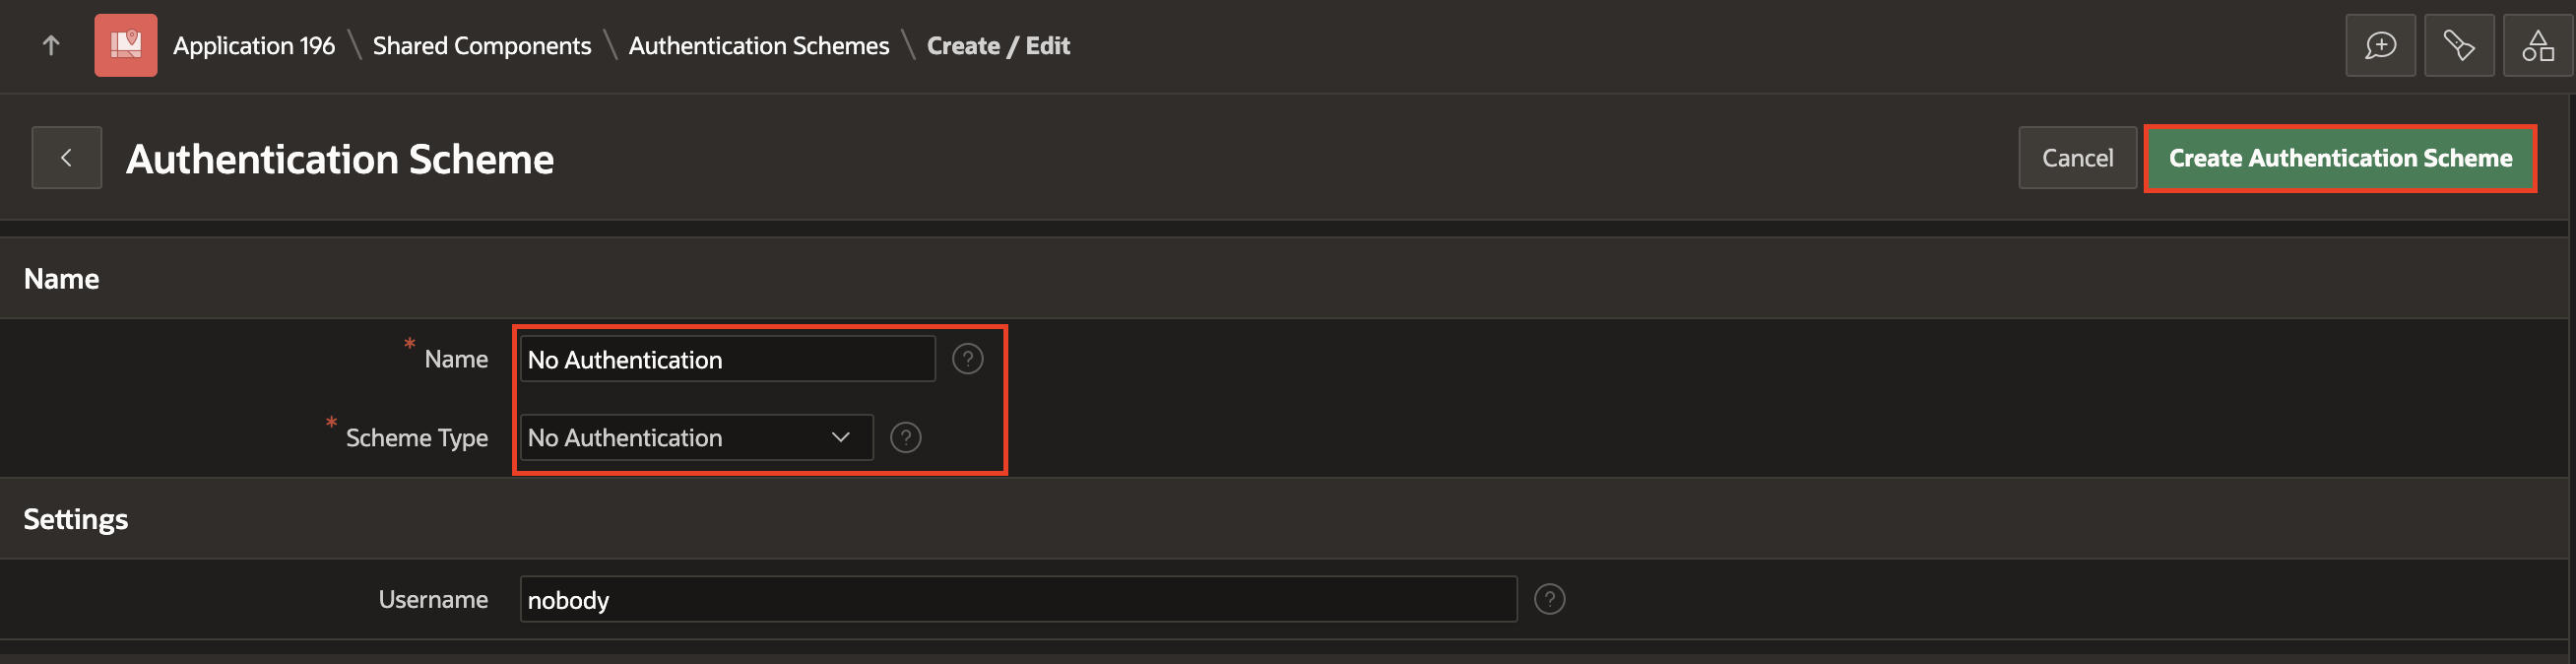 Application 196 \ Shared Components \ Authentication Schemes \ Create / Edit
Authentication Scheme
Cancel
Create Authentication Scheme
Name
* Name
No Authentication
* Scheme Type
No Authentication
Settings
Username
nobody